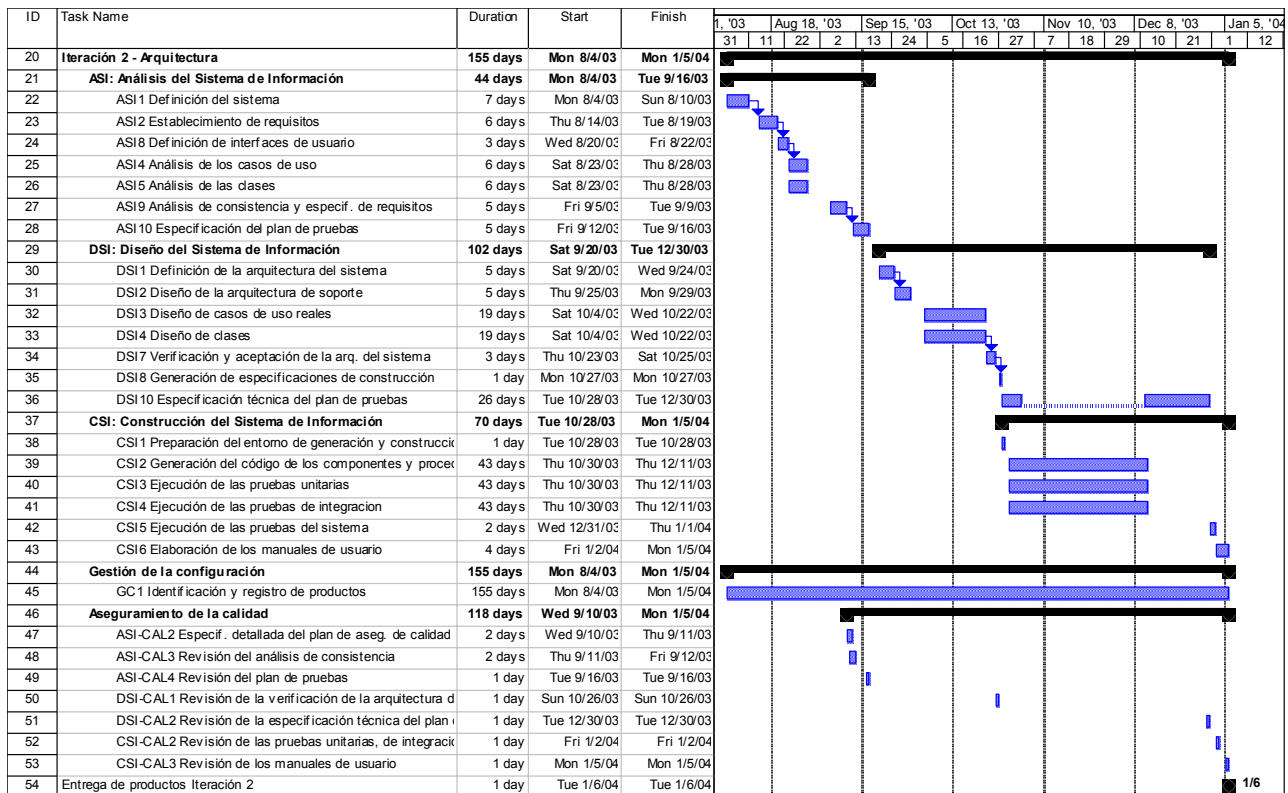 ID Task Name Duration Start Finish 1, '03 Aug 18, '03 Sep 15, '03 Oct 13, '03 Nov 10, '03 Dec 8, '03 Jan 5, '04
31 11 22 2 13 24 5 16 27 7 18 29 10 21 1 12
20 Iteración 2 - Arquitectura 155 days Mon 8/4/03 Mon 1/5/04
21 ASI: Análisis del Sistema de Información 44 days Mon 8/4/03 Tue 9/16/03
22 ASI1 Definición del sistema 7 days Mon 8/4/03 Sun 8/10/03
23 ASI2 Establecimiento de requisitos 6 days Thu 8/14/03 Tue 8/19/03
24 ASI8 Definición de interfaces de usuario 3 days Wed 8/20/03 Fri 8/22/03
25 ASI4 Análisis de los casos de uso 6 days Sat 8/23/03 Thu 8/28/03
26 ASI5 Análisis de las clases 6 days Sat 8/23/03 Thu 8/28/03
27 ASI9 Análisis de consistencia y especif. de requisitos 5 days Fri 9/5/03 Tue 9/9/03
28 ASI10 Especificación del plan de pruebas 5 days Fri 9/12/03 Tue 9/16/03
29 DSI: Diseño del Sistema de Información 102 days Sat 9/20/03 Tue 12/30/03
30 DSI1 Definición de la arquitectura del sistema 5 days Sat 9/20/03 Wed 9/24/03
31 DSI2 Diseño de la arquitectura de soporte 5 days Thu 9/25/03 Mon 9/29/03
32 DSI3 Diseño de casos de uso reales 19 days Sat 10/4/03 Wed 10/22/03
33 DSI4 Diseño de clases 19 days Sat 10/4/03 Wed 10/22/03
34 DSI7 Verificación y aceptación de la arq. del sistema 3 days Thu 10/23/03 Sat 10/25/03
35 DSI8 Generación de especificaciones de construcción 1 day Mon 10/27/03 Mon 10/27/03
36 DSI10 Especificación técnica del plan de pruebas 26 days Tue 10/28/03 Tue 12/30/03
37 CSI: Construcción del Sistema de Información 70 days Tue 10/28/03 Mon 1/5/04
38 CSI1 Preparación del entorno de generación y construcció 1 day Tue 10/28/03 Tue 10/28/03
39 CSI2 Generación del código de los componentes y proced 43 days Thu 10/30/03 Thu 12/11/03
40 CSI3 Ejecución de las pruebas unitarias 43 days Thu 10/30/03 Thu 12/11/03
41 CSI4 Ejecución de las pruebas de integracion 43 days Thu 10/30/03 Thu 12/11/03
42 CSI5 Ejecución de las pruebas del sistema 2 days Wed 12/31/03 Thu 1/1/04
43 CSI6 Elaboración de los manuales de usuario 4 days Fri 1/2/04 Mon 1/5/04
44 Gestión de la configuración 155 days Mon 8/4/03 Mon 1/5/04
45 GC1 Identificación y registro de productos 155 days Mon 8/4/03 Mon 1/5/04
46 Aseguramiento de la calidad 118 days Wed 9/10/03 Mon 1/5/04
47 ASI-CAL2 Especif. detallada del plan de aseg. de calidad 2 days Wed 9/10/03 Thu 9/11/03
48 ASI-CAL3 Revisión del análisis de consistencia 2 days Thu 9/11/03 Fri 9/12/03
49 ASI-CAL4 Revisión del plan de pruebas 1 day Tue 9/16/03 Tue 9/16/03
50 DSI-CAL1 Revisión de la verificación de la arquitectura d 1 day Sun 10/26/03 Sun 10/26/03
51 DSI-CAL2 Revisión de la especificación técnica del plan 1 day Tue 12/30/03 Tue 12/30/03
52 CSI-CAL2 Revisión de las pruebas unitarias, de integració 1 day Fri 1/2/04 Fri 1/2/04
53 CSI-CAL3 Revisión de los manuales de usuario 1 day Mon 1/5/04 Mon 1/5/04
54 Entrega de productos Iteración 2 1 day Tue 1/6/04 Tue 1/6/04 1/6